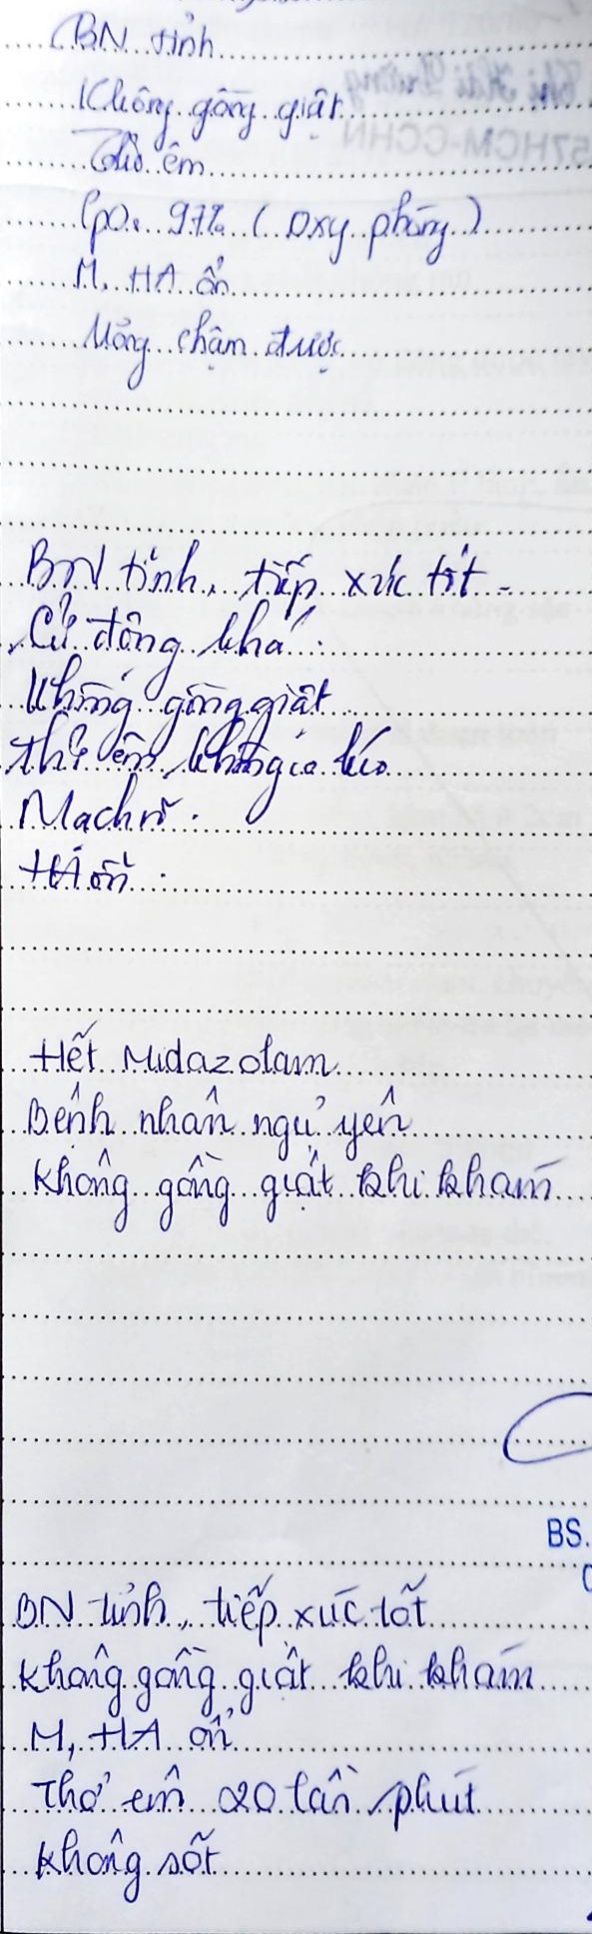 BN tỉnh
Không gồng giật
Thở êm
SpO₂ 97% (oxy phòng)
M, HA ổn
Uống chậm được
BN tỉnh, tiếp xúc tốt -
Cử động khá.
Không gồng giật
Thở êm, không co kéo
Mạch rõ.
HA ổn.
Hết Midazolam
Bệnh nhân ngủ yên
Không gồng giật khi khám
BS.
BN tỉnh, tiếp xúc tốt
Không gồng giật khi khám
M, HA ổn
Thở êm 20 lần/phút
Không sốt